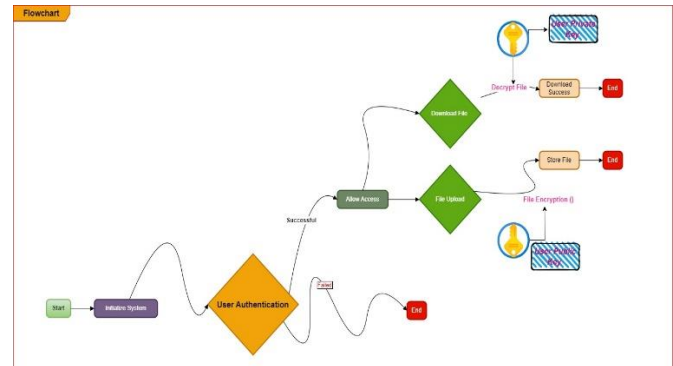 Flowchart
User Private
Key
Decrypt File
Download
Success
End
Download File
Store File
End
Allow Access
File Upload
Successful
File Encryption ()
User Public
Key
Failed
User Authentication
Start
Initialize System
End